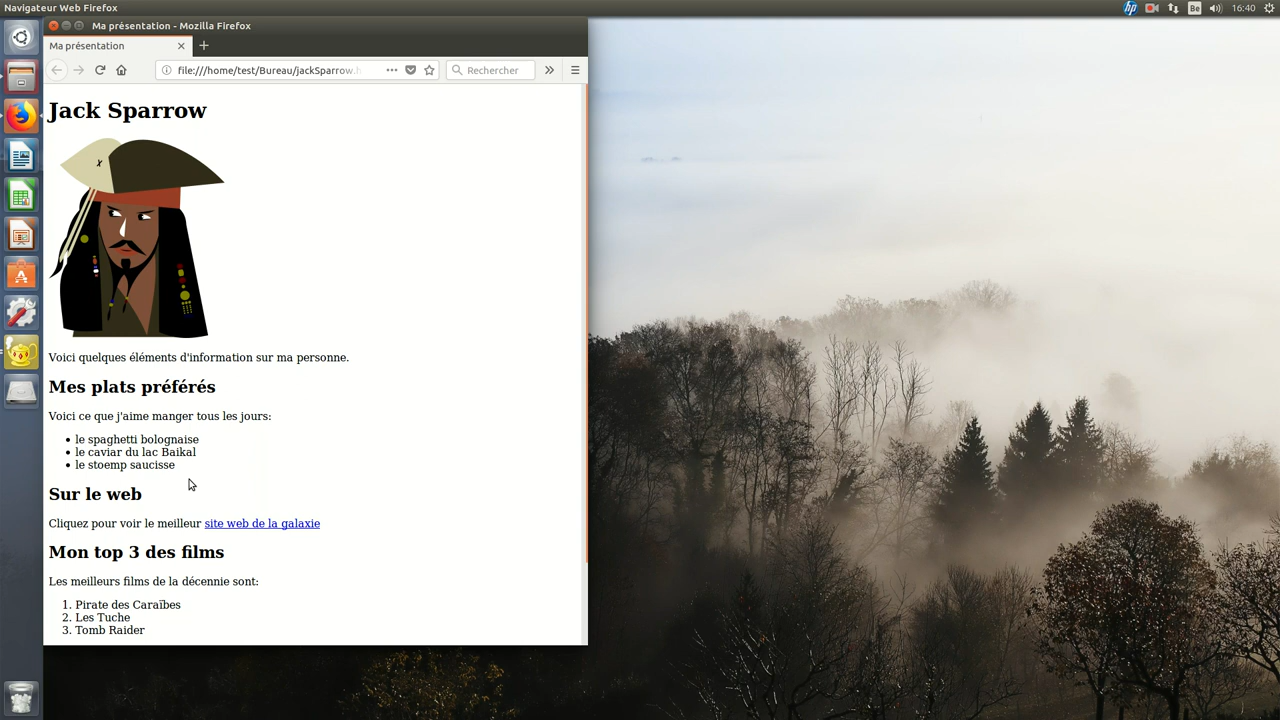 Navigateur Web Firefox
hp
Be
16:40
Ma présentation - Mozilla Firefox
Ma présentation
file:///home/test/Bureau/jackSparrow.h
Rechercher
Jack Sparrow
Voici quelques éléments d'information sur ma personne.
Mes plats préférés
Voici ce que j'aime manger tous les jours:
• le spaghetti bolognaise
• le caviar du lac Baikal
• le stoemp saucisse
Sur le web
Cliquez pour voir le meilleur site web de la galaxie
Mon top 3 des films
Les meilleurs films de la décennie sont:
1. Pirate des Caraïbes
2. Les Tuche
3. Tomb Raider